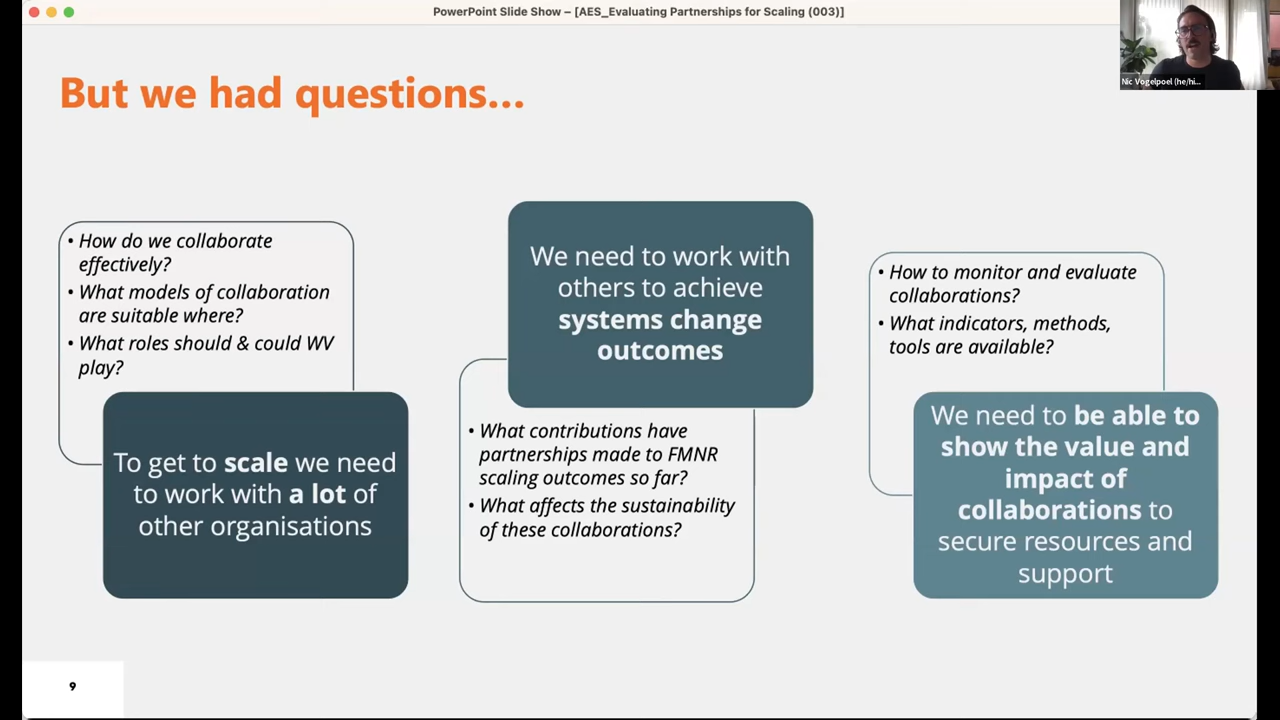 PowerPoint Slide Show – [AES_Evaluating Partnerships for Scaling (003)]
Nic Vogelpoel (he/hi...
But we had questions...
• How do we collaborate
effectively?
• What models of collaboration
are suitable where?
• What roles should & could WV
play?
To get to scale we need
to work with a lot of
other organisations
We need to work with
others to achieve
systems change
outcomes
• What contributions have
partnerships made to FMNR
scaling outcomes so far?
• What affects the sustainability
of these collaborations?
• How to monitor and evaluate
collaborations?
• What indicators, methods,
tools are available?
We need to be able to
show the value and
impact of
collaborations to
secure resources and
support
9